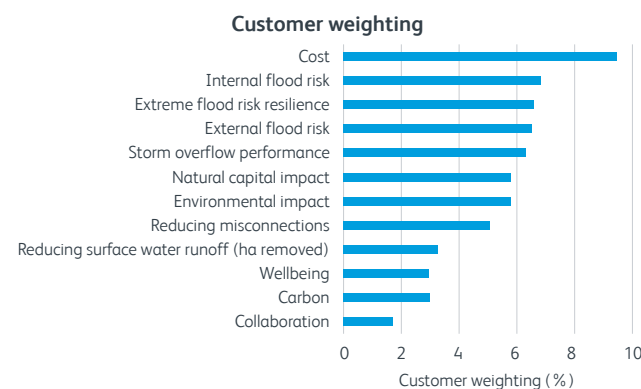 Customer weighting
Cost
Internal flood risk
Extreme flood risk resilience
External flood risk
Storm overflow performance
Natural capital impact
Environmental impact
Reducing misconnections
Reducing surface water runoff (ha removed)
Wellbeing
Carbon
Collaboration
0 2 4 6 8 10
Customer weighting (%)